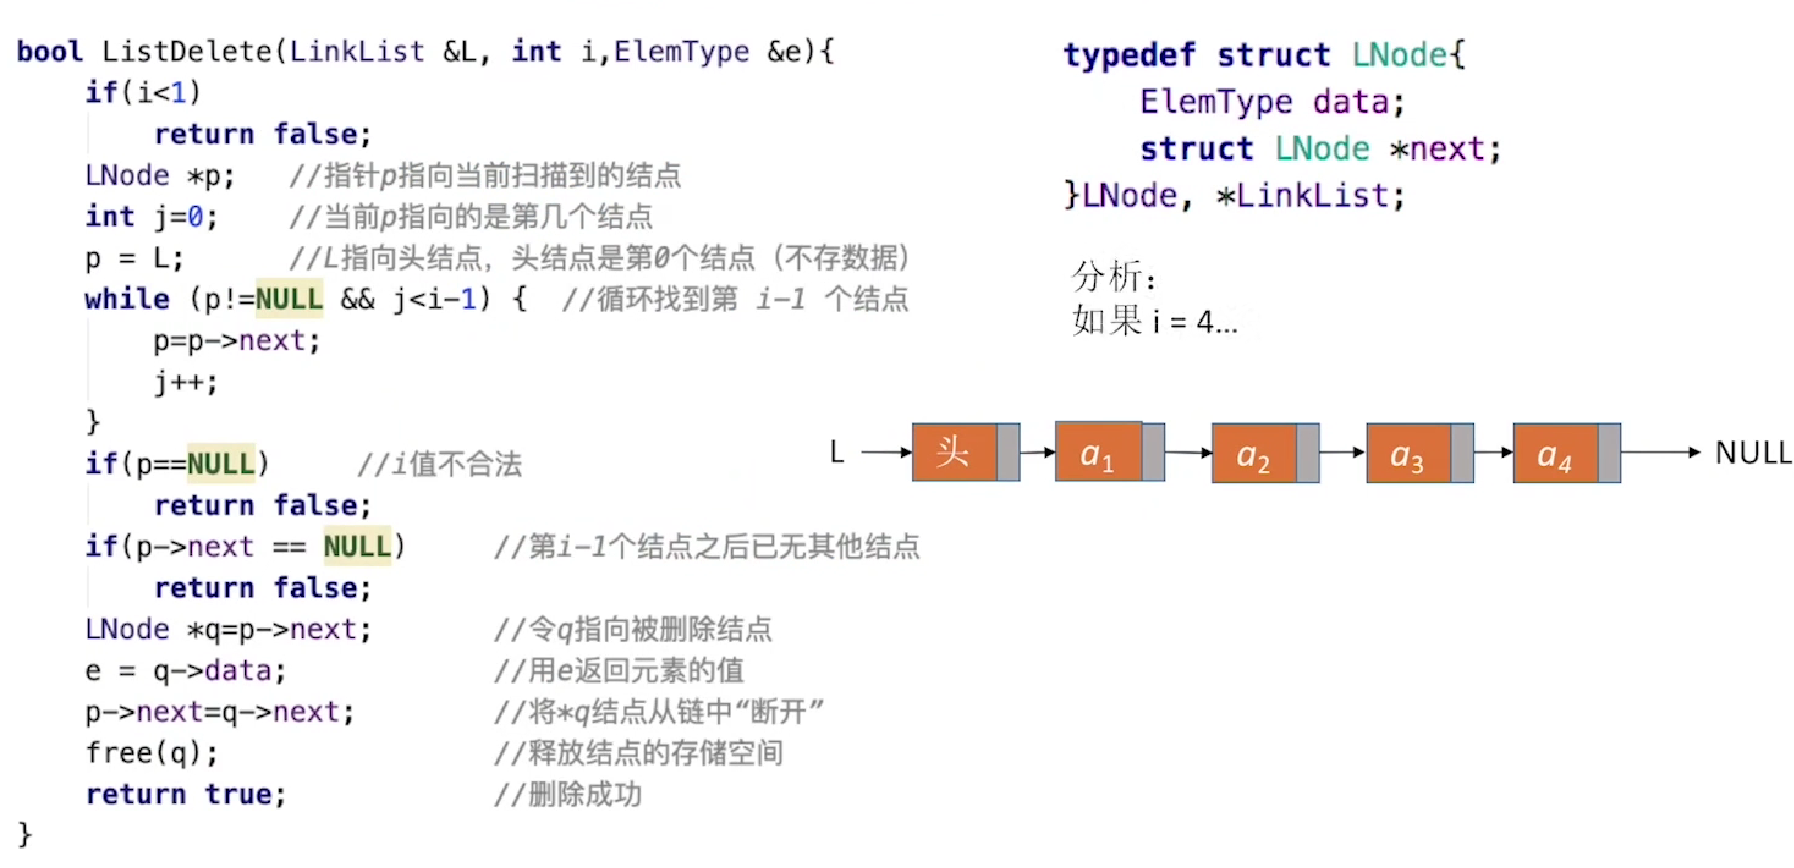 bool ListDelete(LinkList &L, int i,ElemType &e){
if(i<1)
return false;
LNode *p; //指针p指向当前扫描到的结点
int j=0; //当前p指向的是第几个结点
p = L; //L指向头结点，头结点是第0个结点（不存数据）
while (p!=NULL && j<i-1) { //循环找到第 i-1 个结点
p=p->next;
j++;
}
if(p==NULL) //i值不合法
return false;
if(p->next == NULL) //第i-1个结点之后已无其他结点
return false;
LNode *q=p->next; //令q指向被删除结点
e = q->data; //用e返回元素的值
p->next=q->next; //将*q结点从链中“断开”
free(q); //释放结点的存储空间
return true; //删除成功
}
typedef struct LNode{
ElemType data;
struct LNode *next;
}LNode, *LinkList;
分析：
如果 i = 4...
L 头 a1 a2 a3 a4 NULL